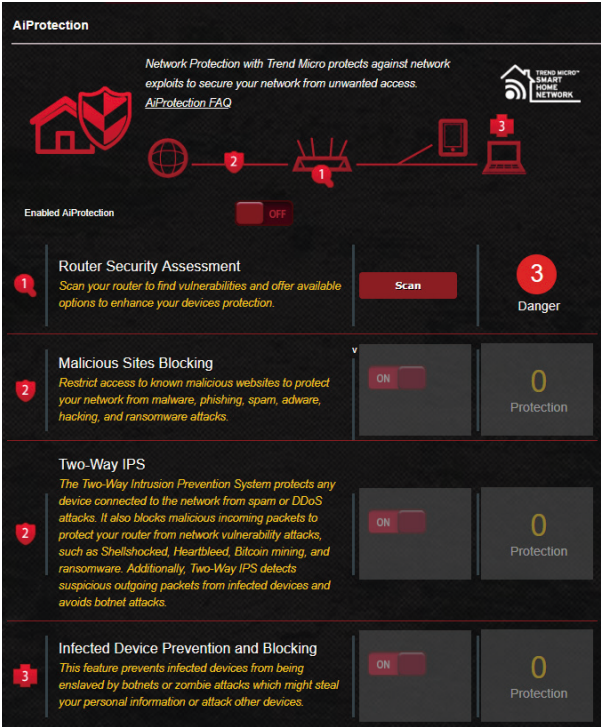 AiProtection
Network Protection with Trend Micro protects against network
exploits to secure your network from unwanted access.
AiProtection FAQ
TREND MICRO™
SMART
HOME
NETWORK
3
2
1
Enabled AiProtection
OFF
1
Router Security Assessment
Scan your router to find vulnerabilities and offer available
options to enhance your devices protection.
Scan
3
Danger
2
Malicious Sites Blocking
Restrict access to known malicious websites to protect
your network from malware, phishing, spam, adware,
hacking, and ransomware attacks.
v
ON
0
Protection
2
Two-Way IPS
The Two-Way Intrusion Prevention System protects any
device connected to the network from spam or DDoS
attacks. It also blocks malicious incoming packets to
protect your router from network vulnerability attacks,
such as Shellshocked, Heartbleed, Bitcoin mining, and
ransomware. Additionally, Two-Way IPS detects
suspicious outgoing packets from infected devices and
avoids botnet attacks.
ON
0
Protection
3
Infected Device Prevention and Blocking
This feature prevents infected devices from being
enslaved by botnets or zombie attacks which might steal
your personal information or attack other devices.
ON
0
Protection